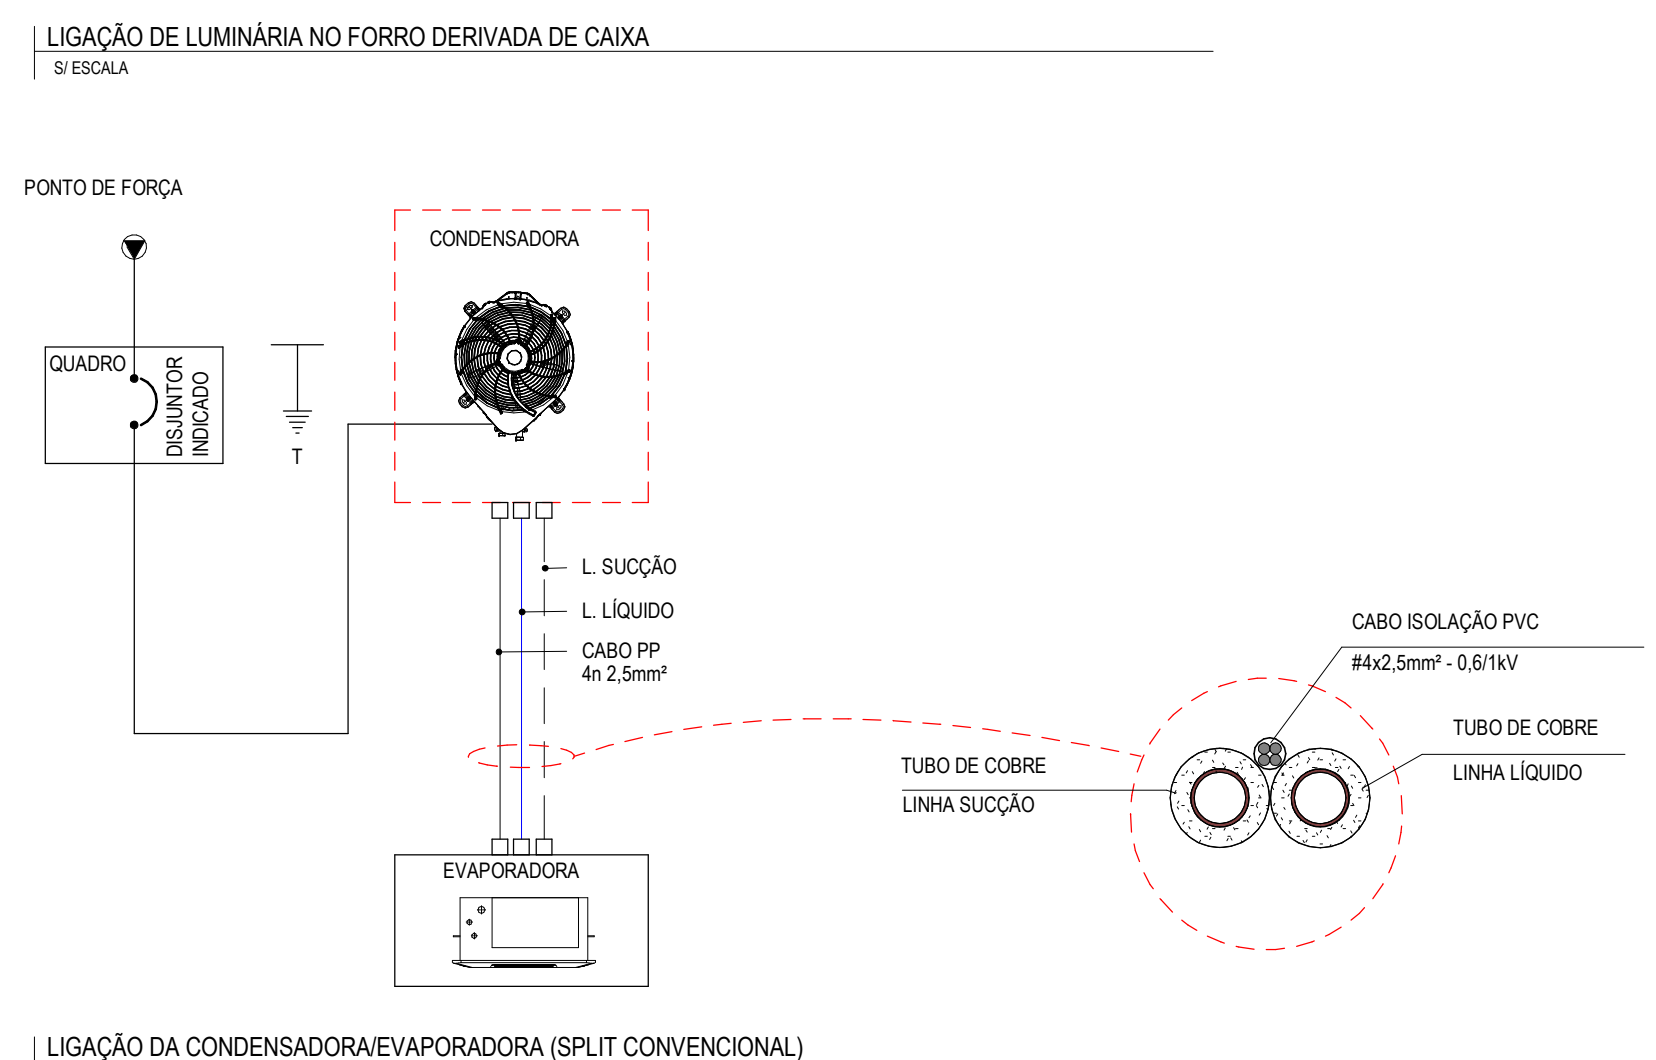 LIGAÇÃO DE LUMINÁRIA NO FORRO DERIVADA DE CAIXA
S/ ESCALA
PONTO DE FORÇA
CONDENSADORA
QUADRO
DISJUNTOR
INDICADO
T
L. SUCÇÃO
L. LÍQUIDO
CABO PP
4n 2,5mm²
CABO ISOLAÇÃO PVC
#4x2,5mm² - 0,6/1kV
TUBO DE COBRE
LINHA LÍQUIDO
TUBO DE COBRE
LINHA SUCÇÃO
EVAPORADORA
LIGAÇÃO DA CONDENSADORA/EVAPORADORA (SPLIT CONVENCIONAL)